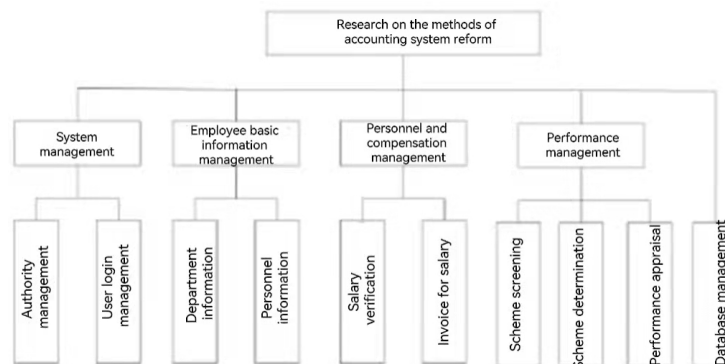 Research on the methods of
accounting system reform
System
management
Employee basic
information
management
Personnel and
compensation
management
Performance
management
Authority
management
User login
management
Department
information
Personnel
information
Salary
verification
Invoice for salary
Scheme screening
Scheme determination
Performance appraisal
Database management